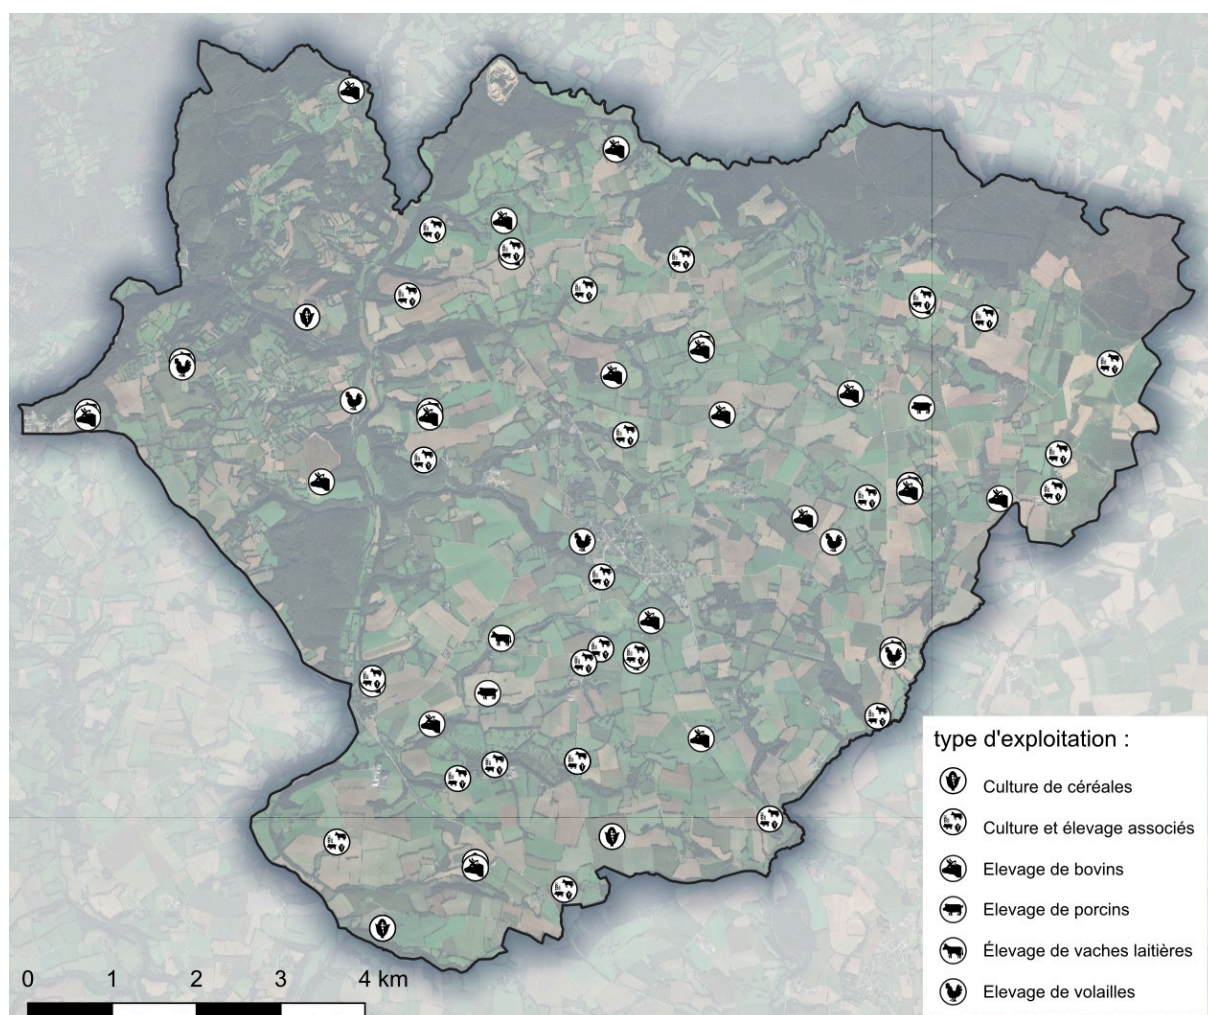 type d'exploitation :
Culture de céréales
Culture et élevage associés
Elevage de bovins
Elevage de porcins
Élevage de vaches laitières
Elevage de volailles
0 1 2 3 4 km